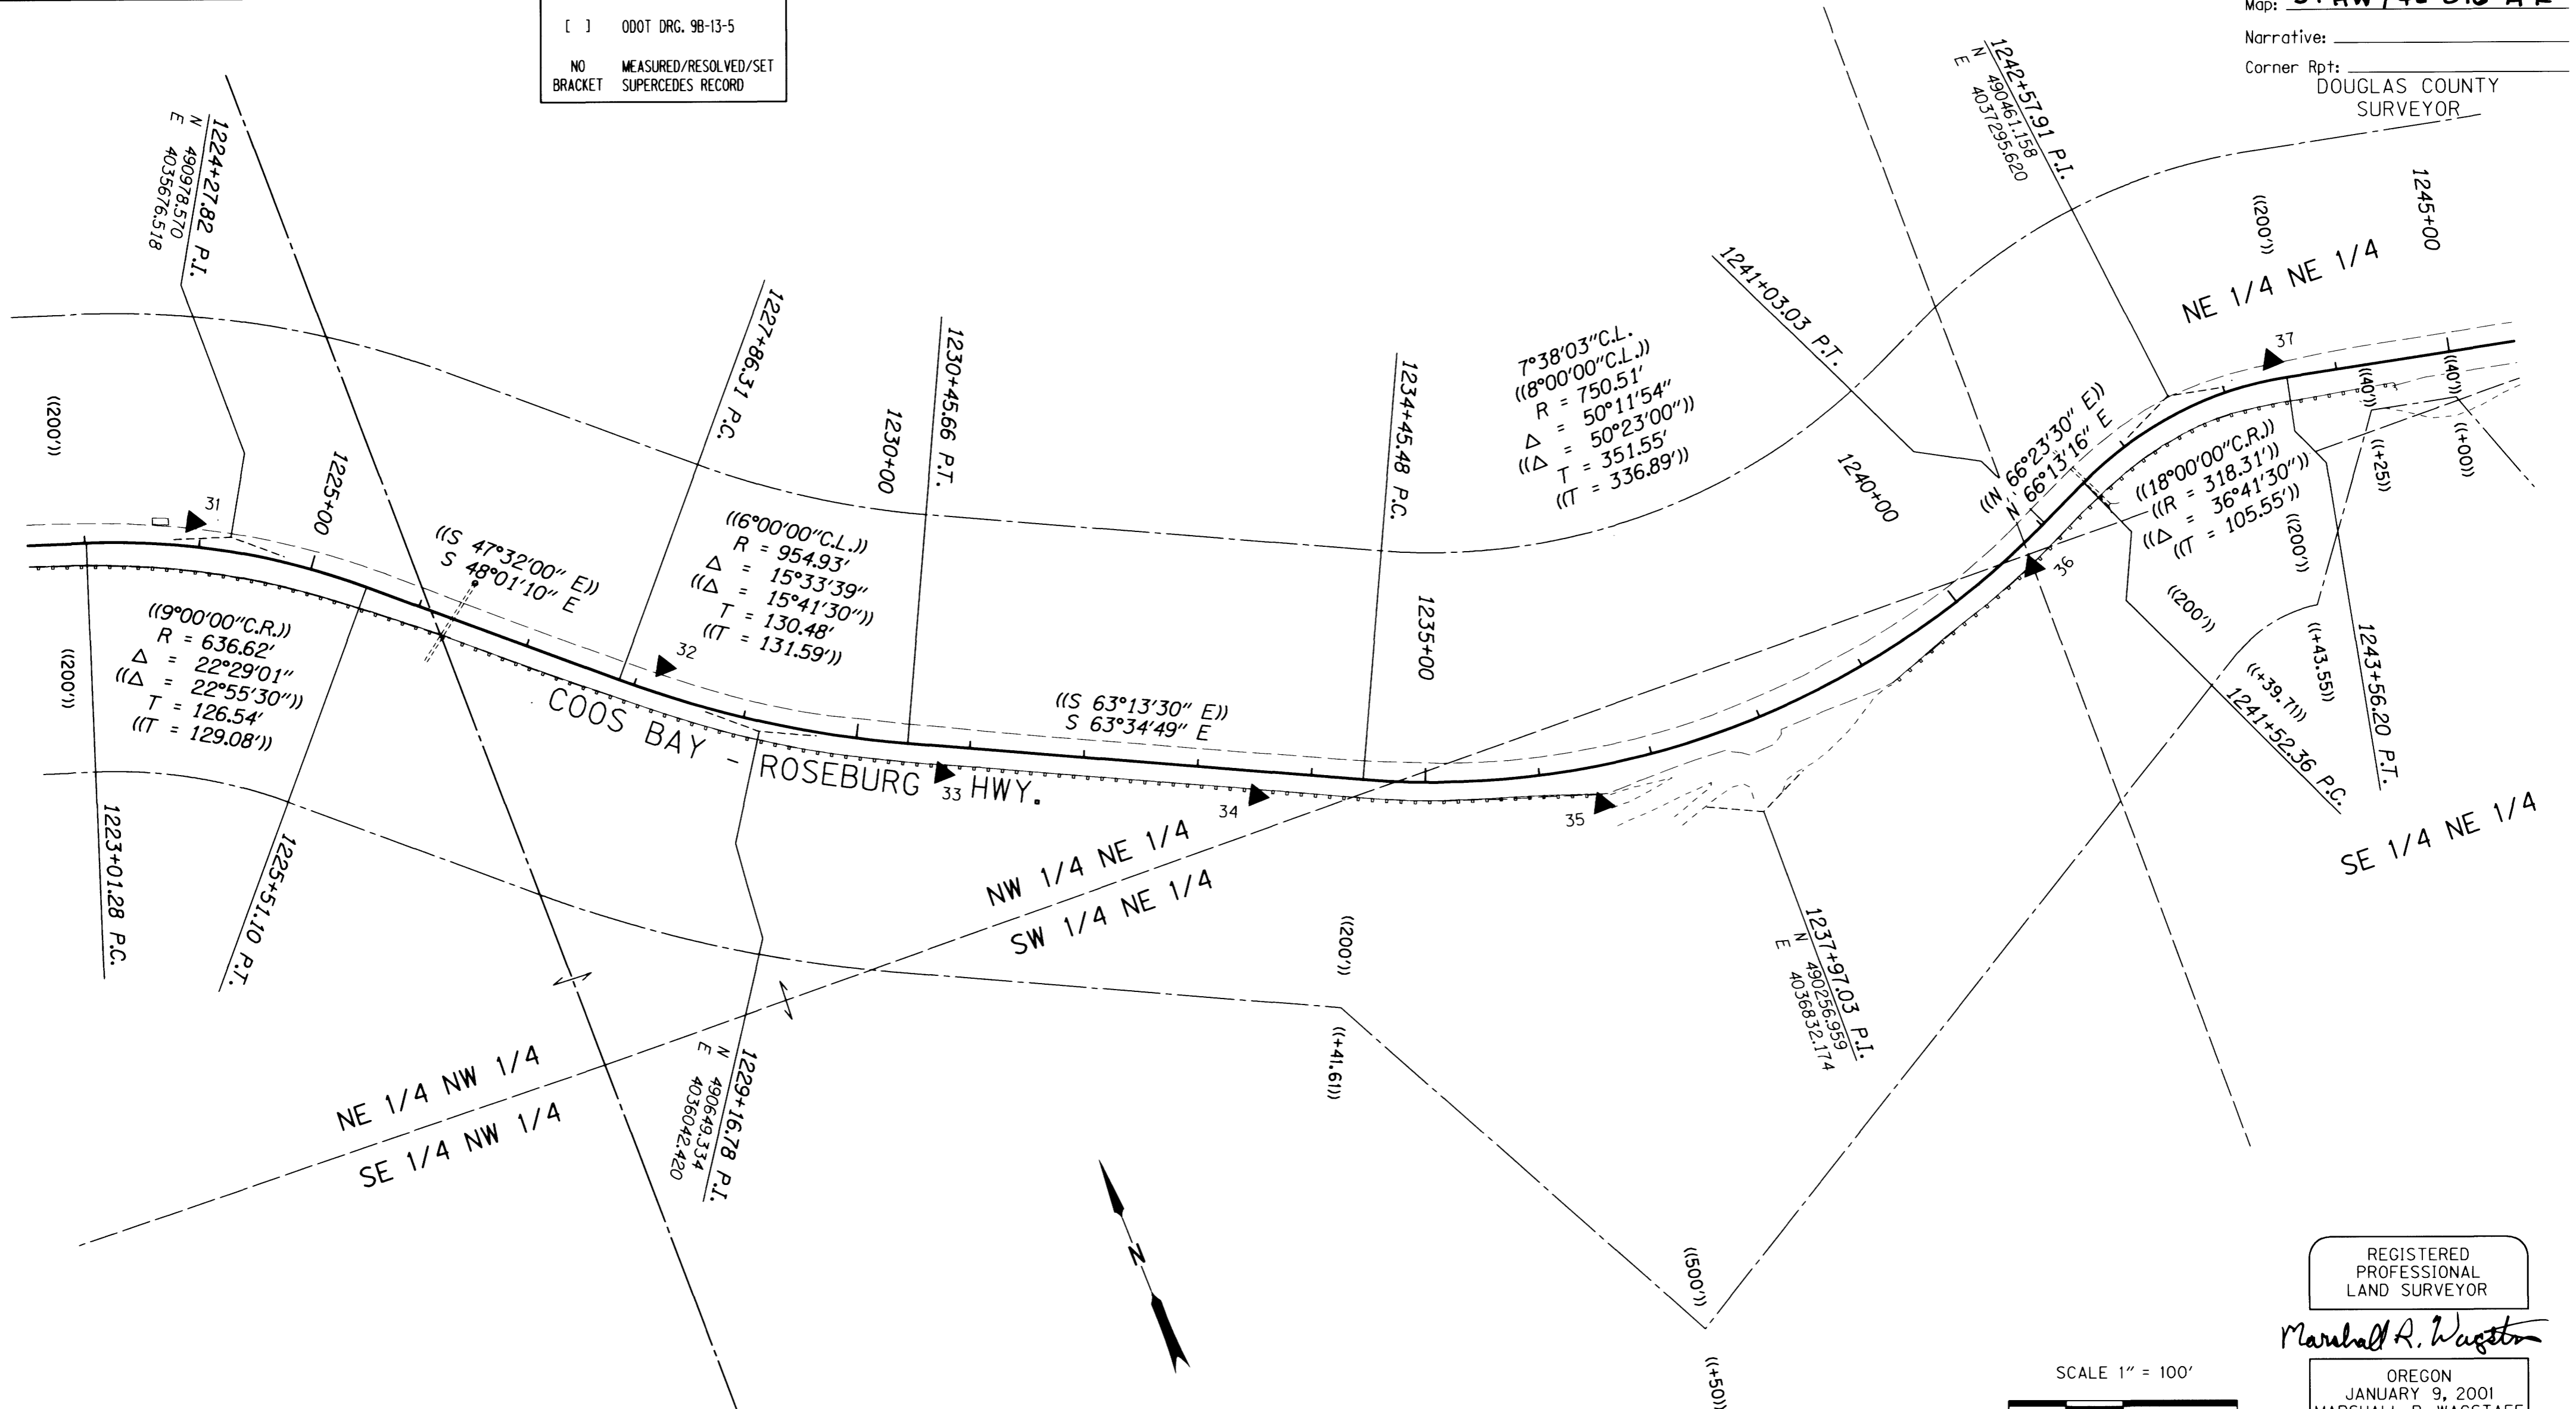 [ ] ODOT DRG. 9B-13-5
NO BRACKET MEASURED/RESOLVED/SET SUPERCEDES RECORD
Map:
Narrative:
Corner Rpt:
DOUGLAS COUNTY
SURVEYOR
1224+27.82 P.I.
N 490978.570
E 4035676.518
1227+86.31 P.C.
1230+45.66 P.T.
1234+45.48 P.C.
1241+03.03 P.T.
1242+57.91 P.I.
N 490461.158
E 4037295.620
1245+00
((200'))
NE 1/4 NE 1/4
37
((40'))
((40'))
((+25))
((+00))
((200'))
31
1225+00
((S 47°32'00" E))
S 48°01'10" E
((6°00'00"C.L.))
R = 954.93'
Δ = 15°33'39"
((Δ = 15°41'30"))
T = 130.48'
((T = 131.59'))
1230+00
7°38'03"C.L.
((8°00'00"C.L.))
R = 750.51'
Δ = 50°11'54"
((Δ = 50°23'00"))
T = 351.55'
((T = 336.89'))
1240+00
((N 66°23'30" E))
N 66°13'16" E
((18°00'00"C.R.))
((R = 318.31'))
((Δ = 36°41'30"))
((T = 105.55'))
((200'))
36
((200'))
((200'))
((9°00'00"C.R.))
R = 636.62'
Δ = 22°29'01"
((Δ = 22°55'30"))
T = 126.54'
((T = 129.08'))
32
1235+00
((S 63°13'30" E))
S 63°34'49" E
COOS BAY - ROSEBURG HWY.
33
34
35
((+43.55))
((+39.71))
1243+56.20 P.T.
1241+52.36 P.C.
SE 1/4 NE 1/4
1223+01.28 P.C.
1225+51.10 P.T.
NW 1/4 NE 1/4
SW 1/4 NE 1/4
((200'))
((+41.61))
1237+97.03 P.I.
N 490256.959
E 4036832.174
NE 1/4 NW 1/4
SE 1/4 NW 1/4
1229+16.78 P.I.
N 490649.334
E 4036042.420
N
((500'))
((+50))
SCALE 1" = 100'
REGISTERED
PROFESSIONAL
LAND SURVEYOR
Marshall R. Wagstaff
OREGON
JANUARY 9, 2001
MARSHALL R. WAGSTAFF